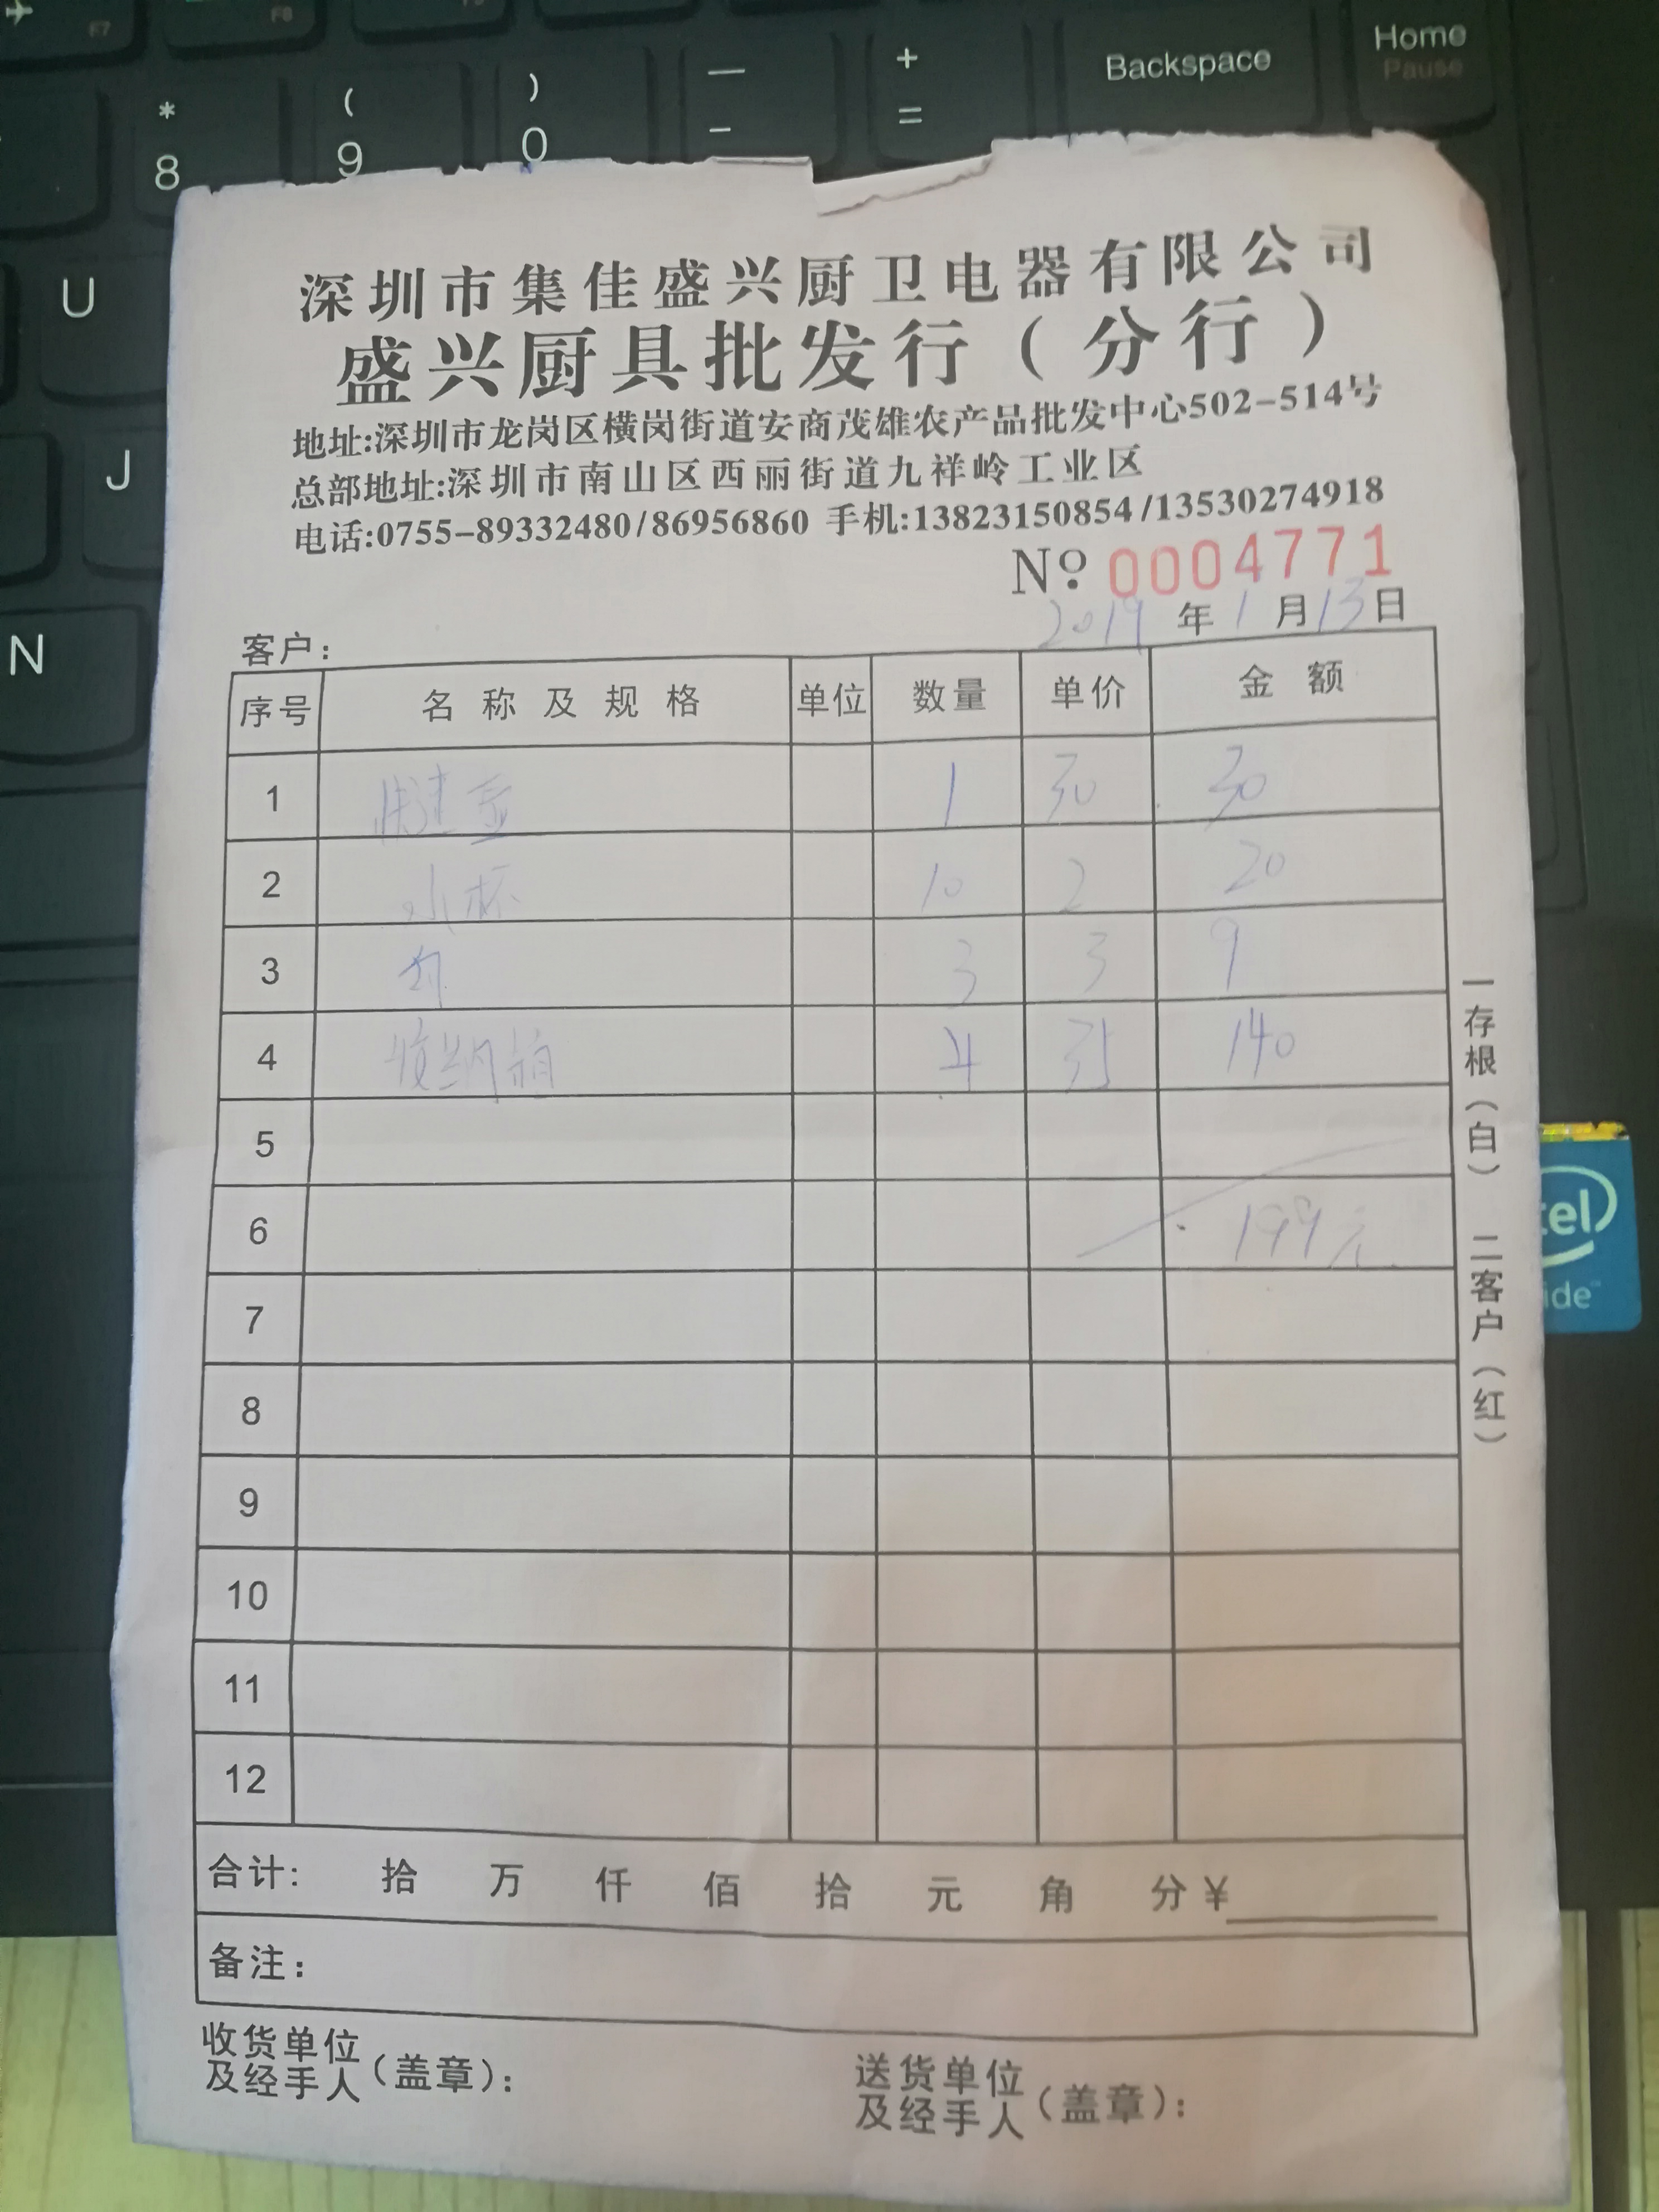 F7 F8
* ( ) — + Backspace Home
8 9 0 - = Pause
U
J
N
深圳市集佳盛兴厨卫电器有限公司
盛兴厨具批发行（分行）
地址:深圳市龙岗区横岗街道安商茂雄农产品批发中心502-514号
总部地址:深圳市南山区西丽街道九祥岭工业区
电话:0755-89332480/86956860 手机:13823150854/13530274918
Nº 0004771
2019 年 1 月 13 日
客户：
序号 名称及规格 单位 数量 单价 金额
1 1 30 30
2 小杯 10 2 20
3 3 3 9
4 收纳箱 4 35 140
5
6 199元
7
8
9
10
11
12
合计: 拾 万 仟 佰 拾 元 角 分 ¥
备注：
收货单位及经手人（盖章）：
送货单位及经手人（盖章）：
一存根（白） 二客户（红）
tel
ide™